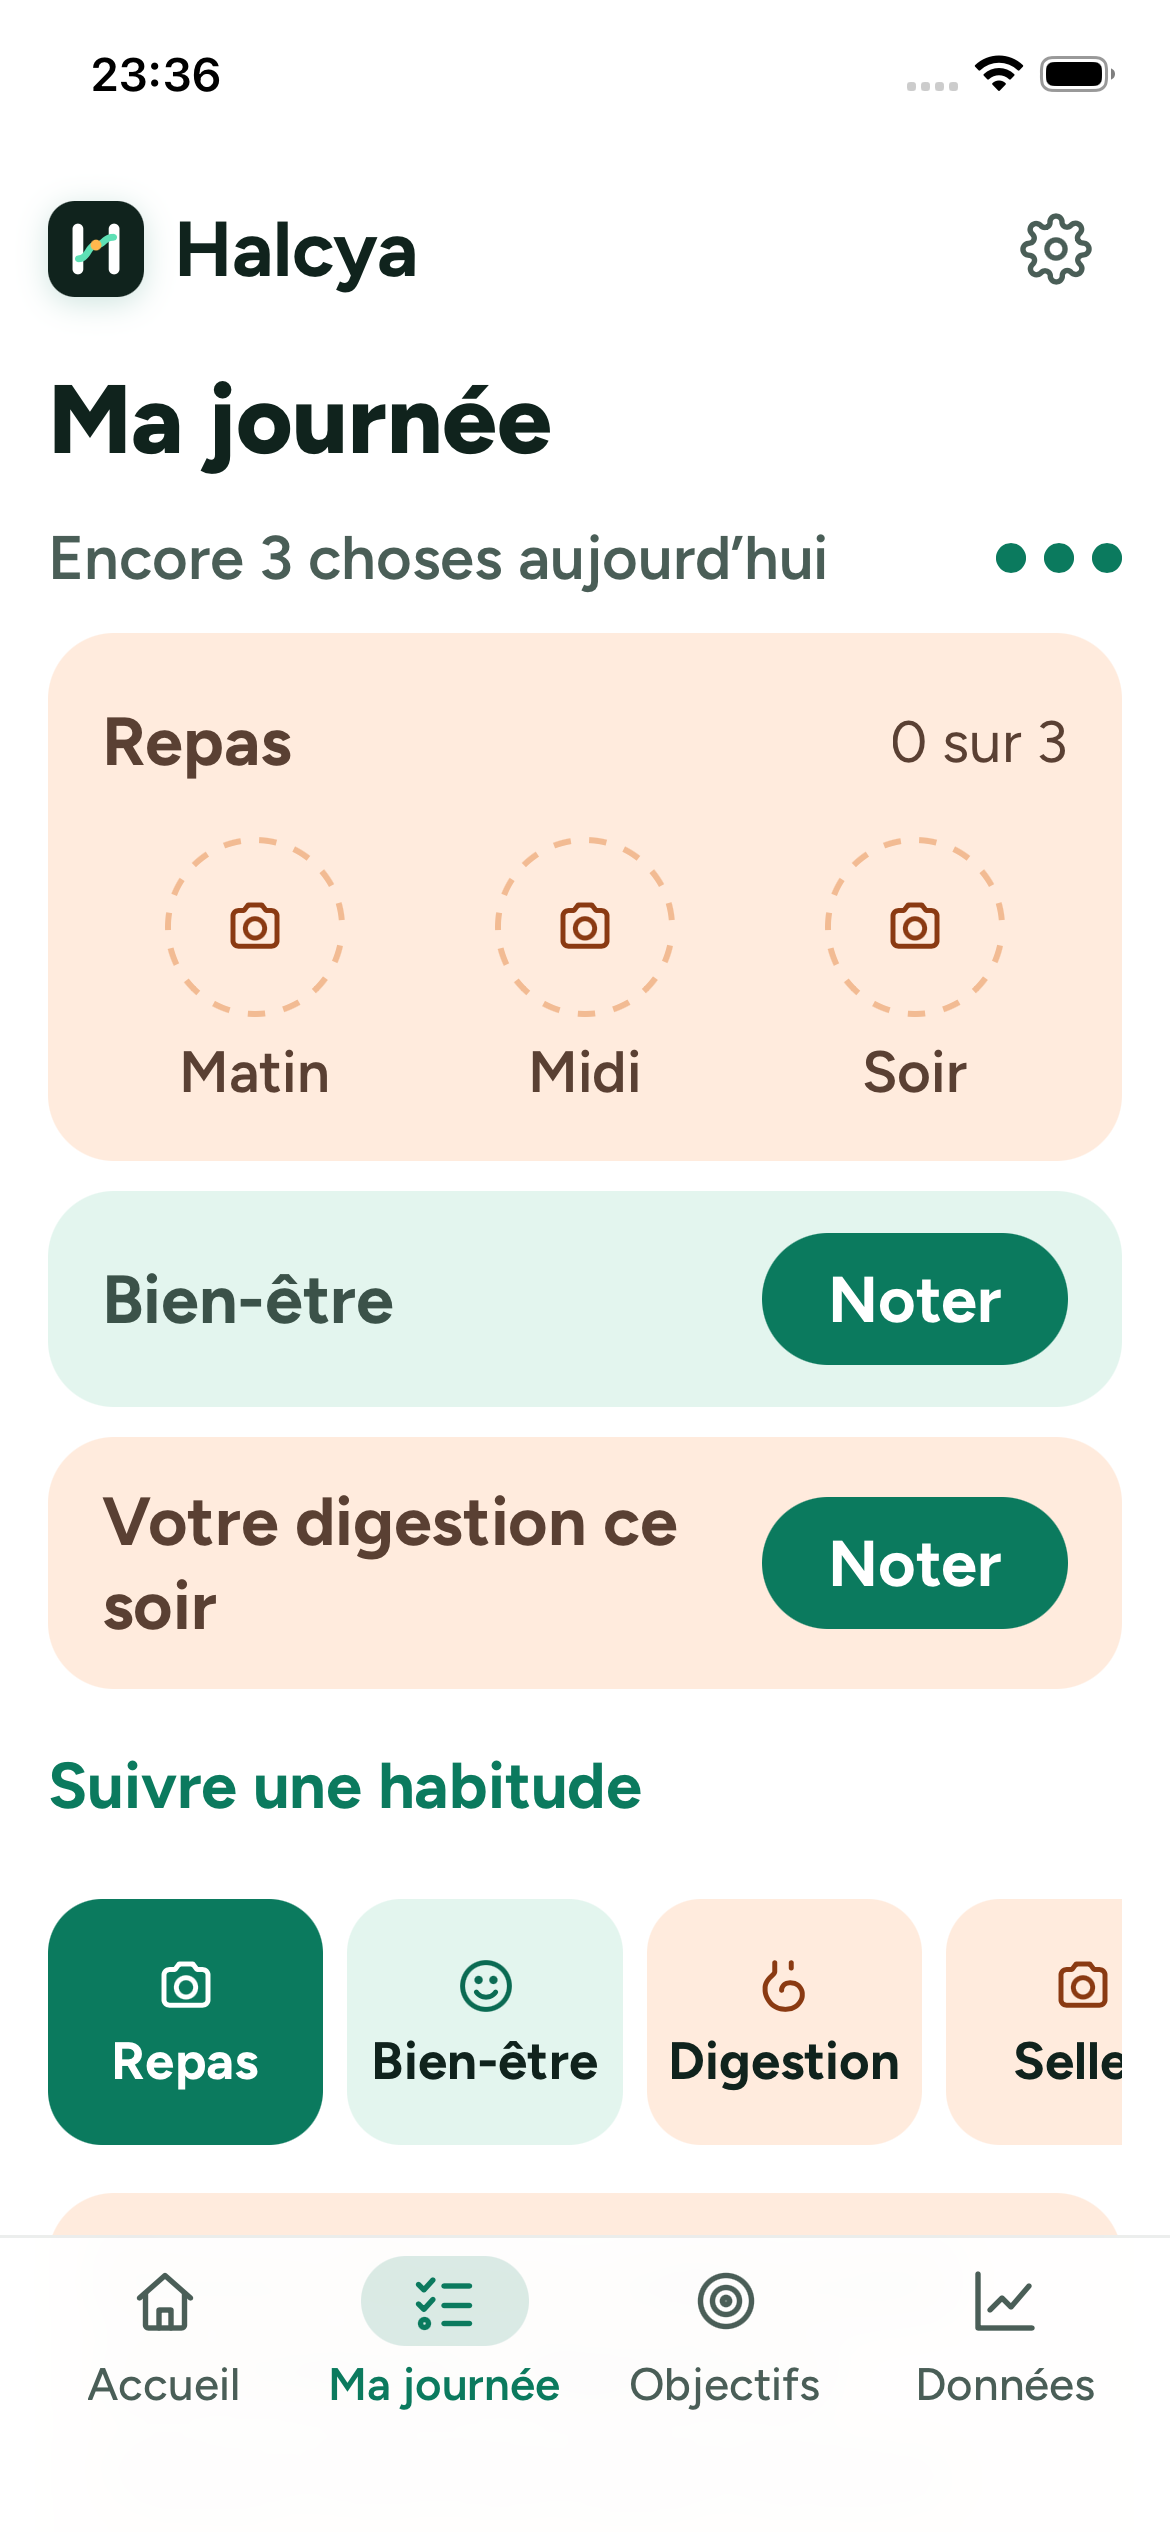 23:36
Halcya
Ma journée
Encore 3 choses aujourd’hui
Repas
0 sur 3
Matin
Midi
Soir
Bien-être
Noter
Votre digestion ce
soir
Noter
Suivre une habitude
Repas
Bien-être
Digestion
Selle
Accueil
Ma journée
Objectifs
Données